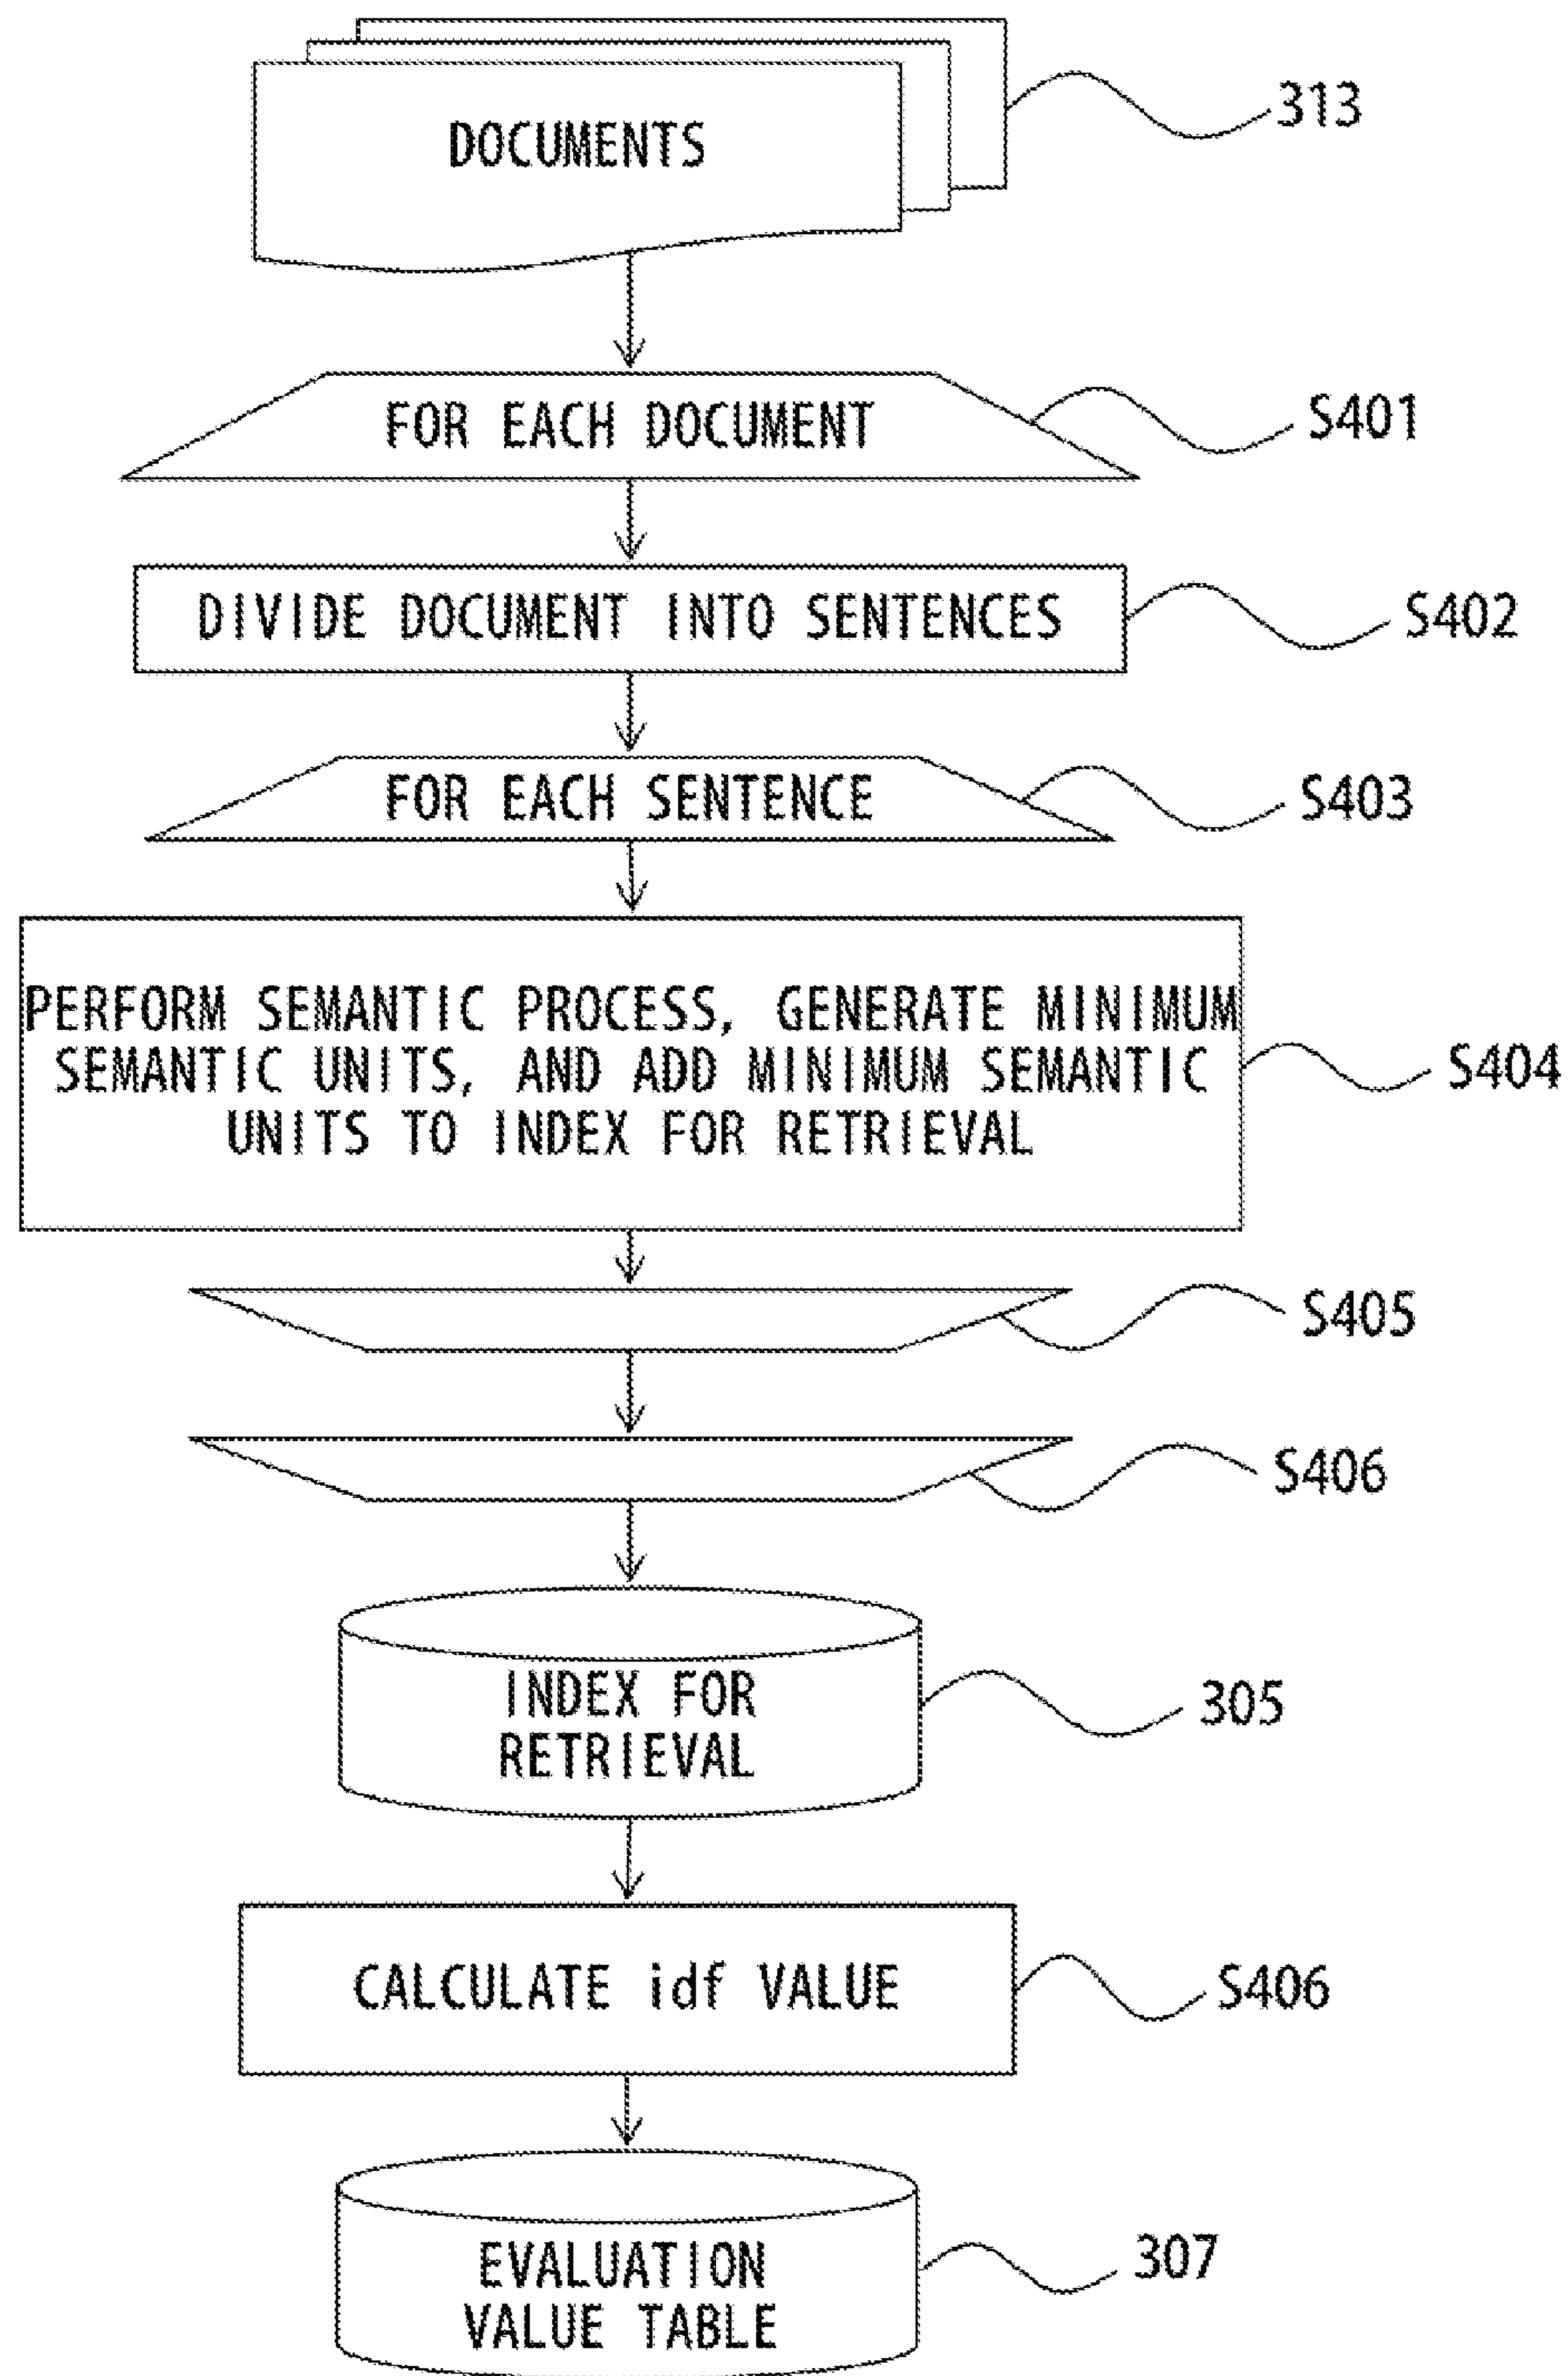 DOCUMENTS
313
FOR EACH DOCUMENT
S401
DIVIDE DOCUMENT INTO SENTENCES
S402
FOR EACH SENTENCE
S403
PERFORM SEMANTIC PROCESS, GENERATE MINIMUM
SEMANTIC UNITS, AND ADD MINIMUM SEMANTIC
UNITS TO INDEX FOR RETRIEVAL
S404
S405
S406
INDEX FOR
RETRIEVAL
305
CALCULATE idf VALUE
S406
EVALUATION
VALUE TABLE
307